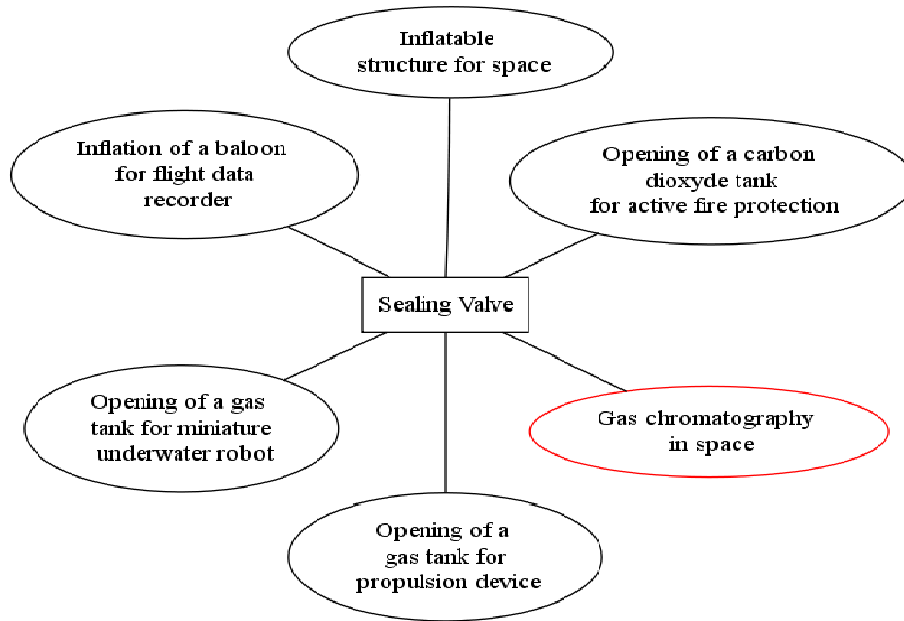 Inflatable
structure for space
Inflation of a baloon
for flight data
recorder
Opening of a carbon
dioxyde tank
for active fire protection
Sealing Valve
Opening of a gas
tank for miniature
underwater robot
Gas chromatography
in space
Opening of a
gas tank for
propulsion device